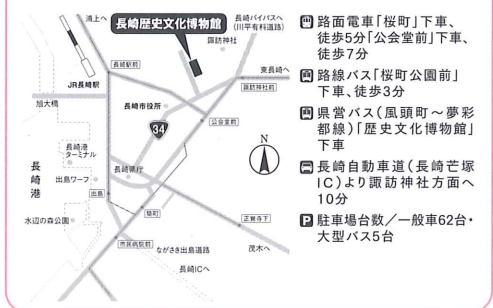 浦上へ
長崎歴史文化博物館
長崎バイパスへ
(川平有料道路)
諏訪神社
長崎駅前
東長崎へ
JR長崎駅
諏訪神社前
旭大橋
長崎市役所
34
公会堂前
N
長崎港
ターミナル
長崎県庁
出島ワーフ
長崎港
出島
築町
水辺の森公園
正覚寺下
市民病院前
ながさき出島道路
茂木へ
長崎ICへ
路面電車「桜町」下車、
徒歩5分「公会堂前」下車、
徒歩7分
路線バス「桜町公園前」
下車、徒歩3分
県営バス(風頭町〜夢彩
都線)「歴史文化博物館」
下車
長崎自動車道(長崎芒塚
IC)より諏訪神社方面へ
10分
P 駐車場台数/一般車62台・
大型バス5台